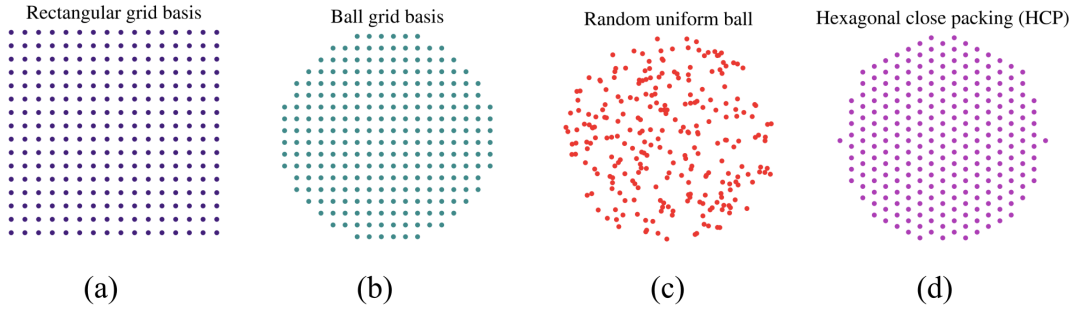 Rectangular grid basis
Ball grid basis
Random uniform ball
Hexagonal close packing (HCP)
(a)
(b)
(c)
(d)